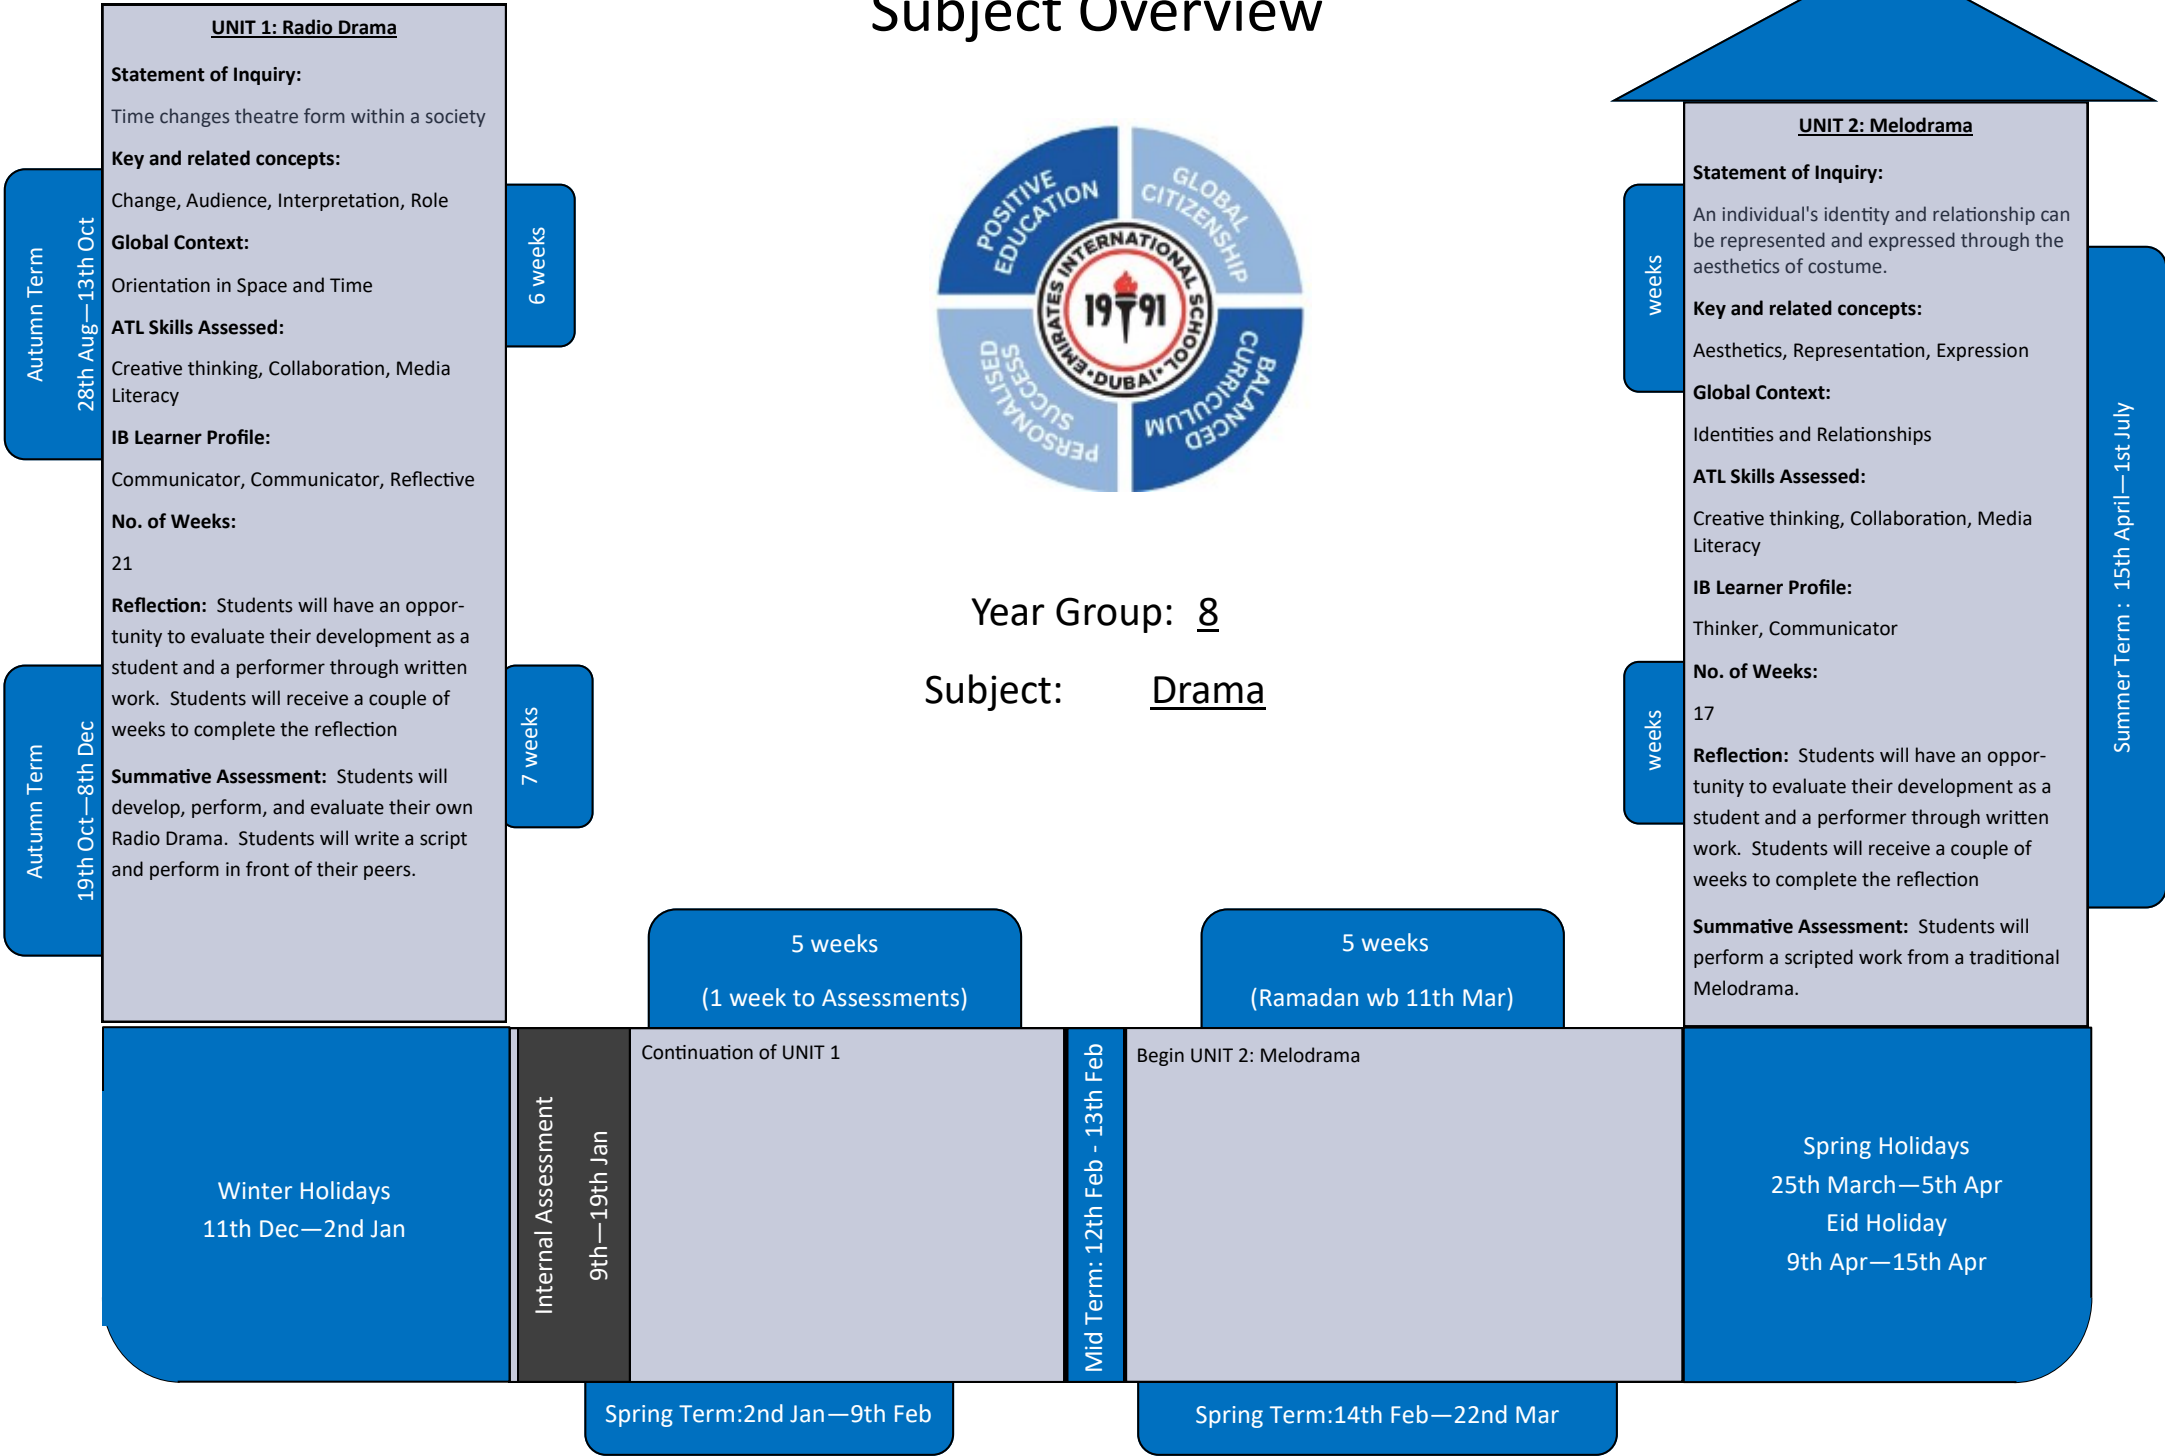 Subject Overview
UNIT 1: Radio Drama
Statement of Inquiry:
Time changes theatre form within a society
Key and related concepts:
Change, Audience, Interpretation, Role
Global Context:
Orientation in Space and Time
ATL Skills Assessed:
Creative thinking, Collaboration, Media
Literacy
IB Learner Profile:
Communicator, Communicator, Reflective
No. of Weeks:
21
Reflection: Students will have an oppor-
tunity to evaluate their development as a
student and a performer through written
work. Students will receive a couple of
weeks to complete the reflection
Summative Assessment: Students will
develop, perform, and evaluate their own
Radio Drama. Students will write a script
and perform in front of their peers.
Autumn Term
28th Aug—13th Oct
6 weeks
Autumn Term
19th Oct—8th Dec
7 weeks
POSITIVE
EDUCATION
GLOBAL
CITIZENSHIP
PERSONALISED
SUCCESS
BALANCED
CURRICULUM
EMIRATES INTERNATIONAL SCHOOL
•DUBAI•
1991
Year Group: 8
Subject: Drama
Winter Holidays
11th Dec—2nd Jan
Internal Assessment
9th—19th Jan
5 weeks
(1 week to Assessments)
Continuation of UNIT 1
Spring Term:2nd Jan—9th Feb
Mid Term: 12th Feb - 13th Feb
5 weeks
(Ramadan wb 11th Mar)
Begin UNIT 2: Melodrama
Spring Term:14th Feb—22nd Mar
Spring Holidays
25th March—5th Apr
Eid Holiday
9th Apr—15th Apr
UNIT 2: Melodrama
Statement of Inquiry:
An individual's identity and relationship can
be represented and expressed through the
aesthetics of costume.
Key and related concepts:
Aesthetics, Representation, Expression
Global Context:
Identities and Relationships
ATL Skills Assessed:
Creative thinking, Collaboration, Media
Literacy
IB Learner Profile:
Thinker, Communicator
No. of Weeks:
17
Reflection: Students will have an oppor-
tunity to evaluate their development as a
student and a performer through written
work. Students will receive a couple of
weeks to complete the reflection
Summative Assessment: Students will
perform a scripted work from a traditional
Melodrama.
weeks
weeks
Summer Term : 15th April—1st July